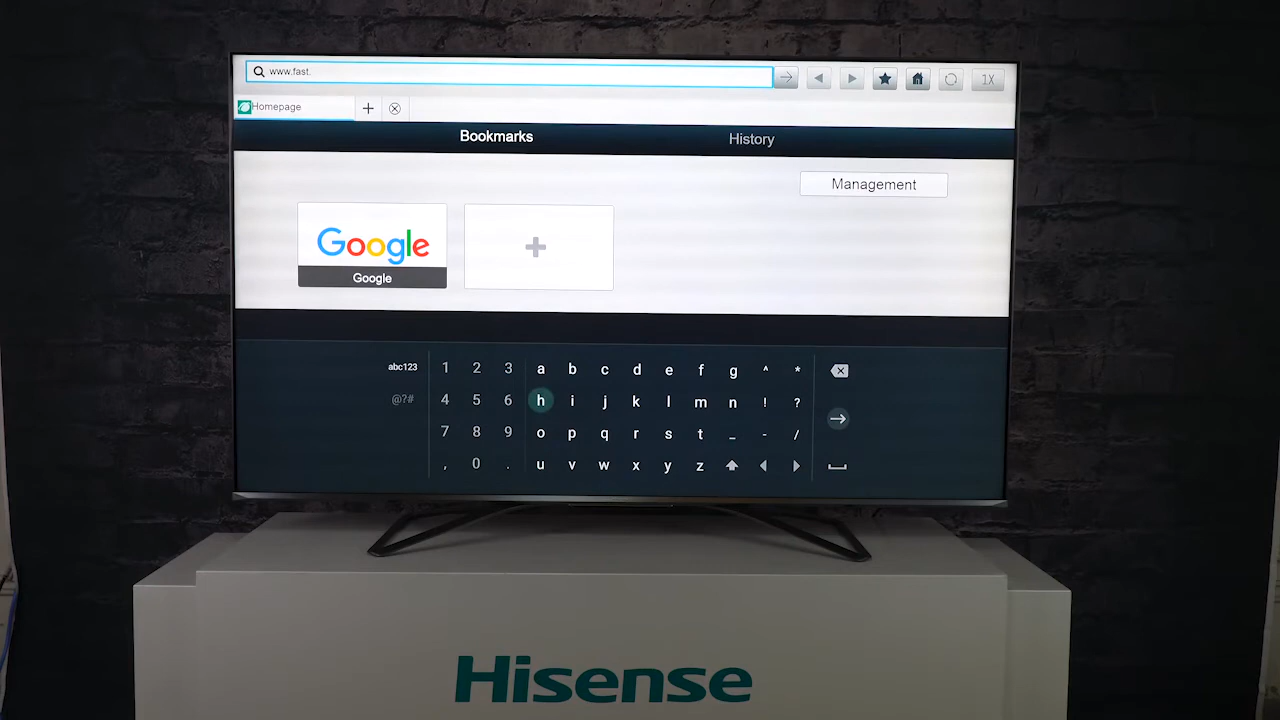 www.fast.
1X
Homepage
Bookmarks History
Management
Google
Google
abc123 1 2 3 a b c d e f g ^ *
@?# 4 5 6 h i j k l m n ! ?
7 8 9 o p q r s t _ - /
, 0 . u v w x y z
Hisense